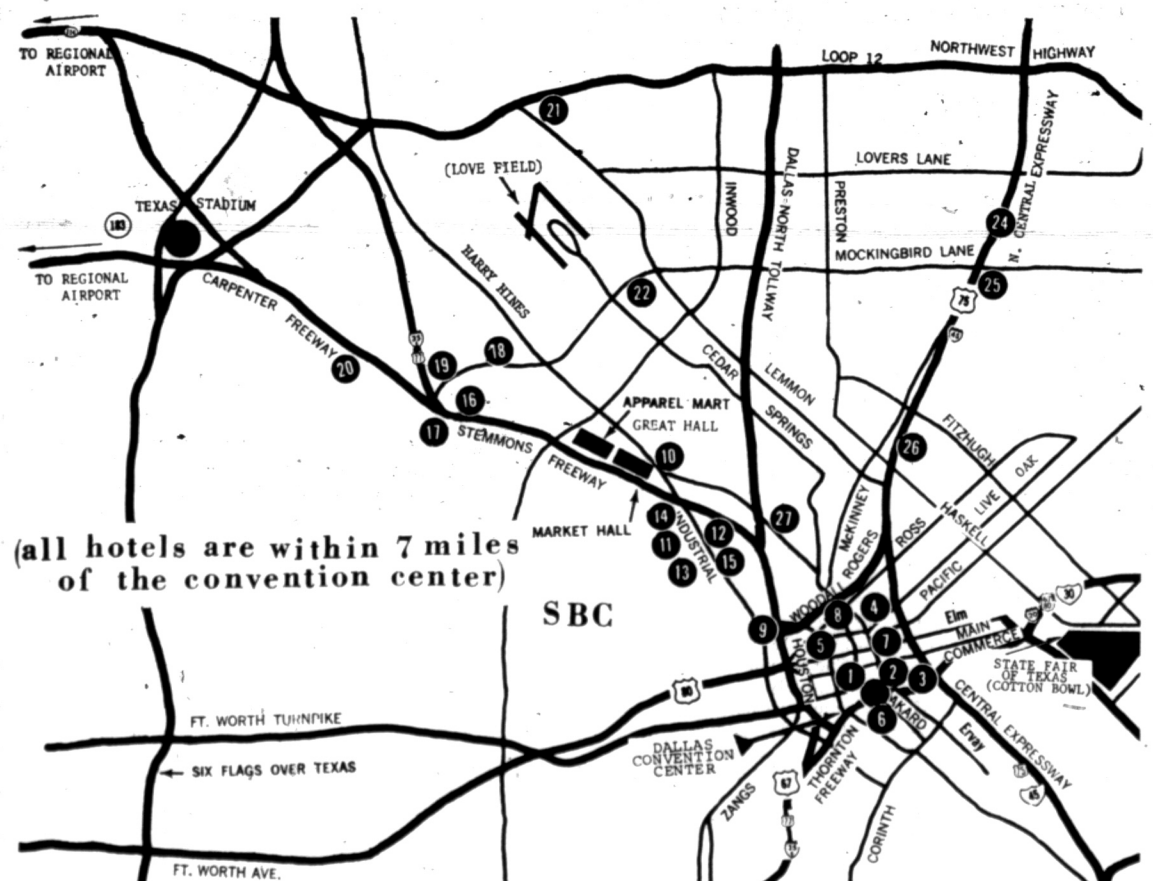 LOOP 12
NORTHWEST HIGHWAY
TO REGIONAL
AIRPORT
21
(LOVE FIELD)
LOVERS LANE
N. CENTRAL EXPRESSWAY
DALLAS-NORTH TOLLWAY
INWOOD
PRESTON
TEXAS STADIUM
183
24
MOCKINGBIRD LANE
HARRY HINES
TO REGIONAL
AIRPORT
CARPENTER FREEWAY
22
25
75
20
19
18
16
17
CEDAR SPRINGS
LEMMON
APPAREL MART
GREAT HALL
STEMMONS FREEWAY
10
FITZHUGH
26
LIVE OAK
HASKELL
MARKET HALL
14
INDUSTRIAL
12
27
11
15
13
McKINNEY
ROSS
(all hotels are within 7 miles
of the convention center)
SBC
WOODALL ROGERS
PACIFIC
30
8
4
9
5
7
Elm
MAIN
COMMERCE
HOUSTON
1
2
3
STATE FAIR
OF TEXAS
(COTTON BOWL)
80
6
AKARD
Ervay
CENTRAL EXPRESSWAY
FT. WORTH TURNPIKE
DALLAS
CONVENTION
CENTER
SIX FLAGS OVER TEXAS
THORNTON
FREEWAY
67
45
ZANGS
CORINTH
FT. WORTH AVE.